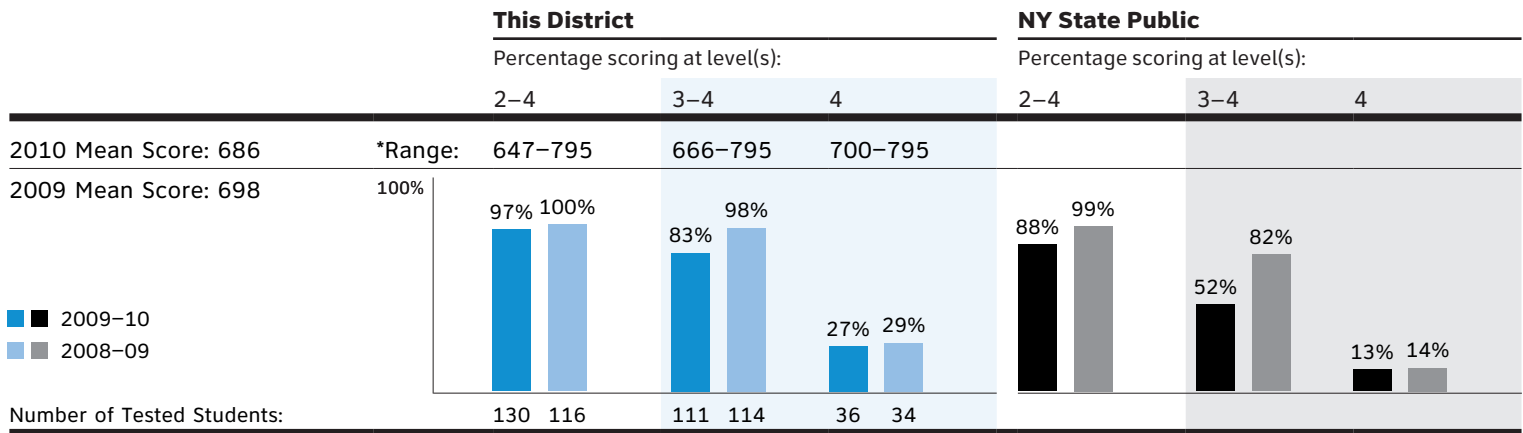 This District NY State Public
Percentage scoring at level(s): Percentage scoring at level(s):
2–4 3–4 4 2–4 3–4 4
2010 Mean Score: 686 *Range: 647–795 666–795 700–795
2009 Mean Score: 698 100%
97% 100% 98% 88% 99%
83% 82%
52%
27% 29% 13% 14%
2009–10
2008–09
Number of Tested Students: 130 116 111 114 36 34